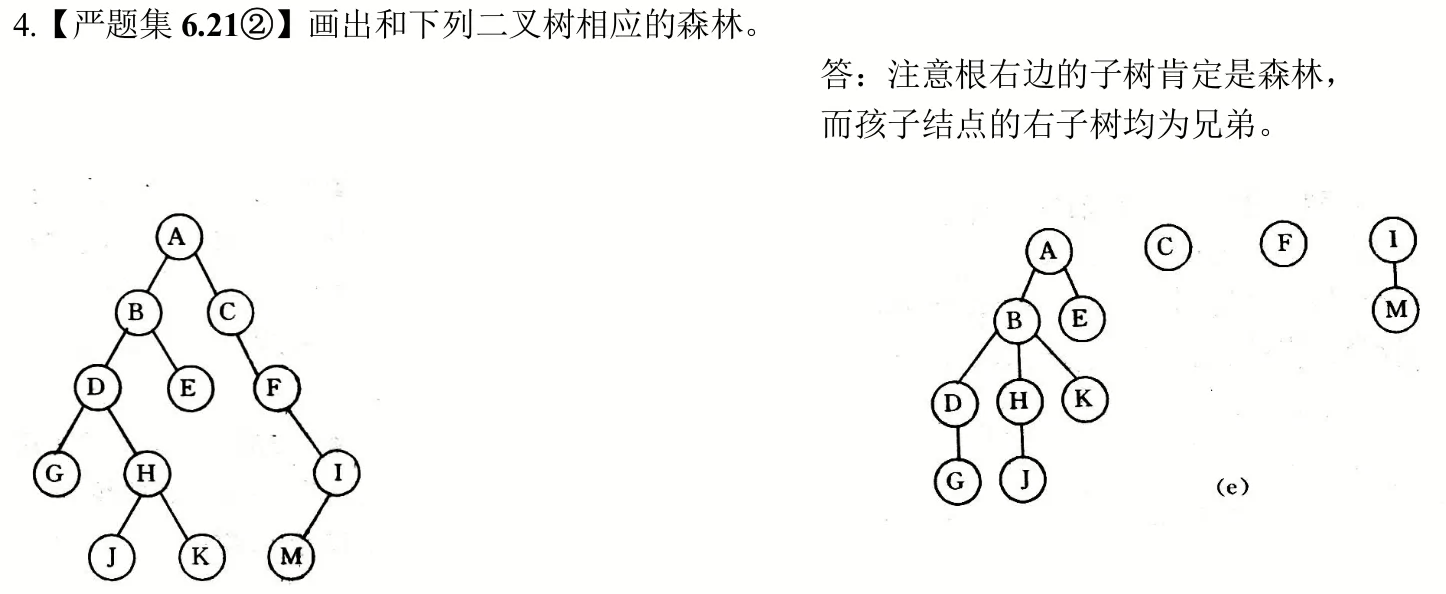 4.【严题集 6.21②】画出和下列二叉树相应的森林。
答：注意根右边的子树肯定是森林，
而孩子结点的右子树均为兄弟。
A
B C
D E F
G H I
J K M
A C F I
B E M
D H K
G J
(e)